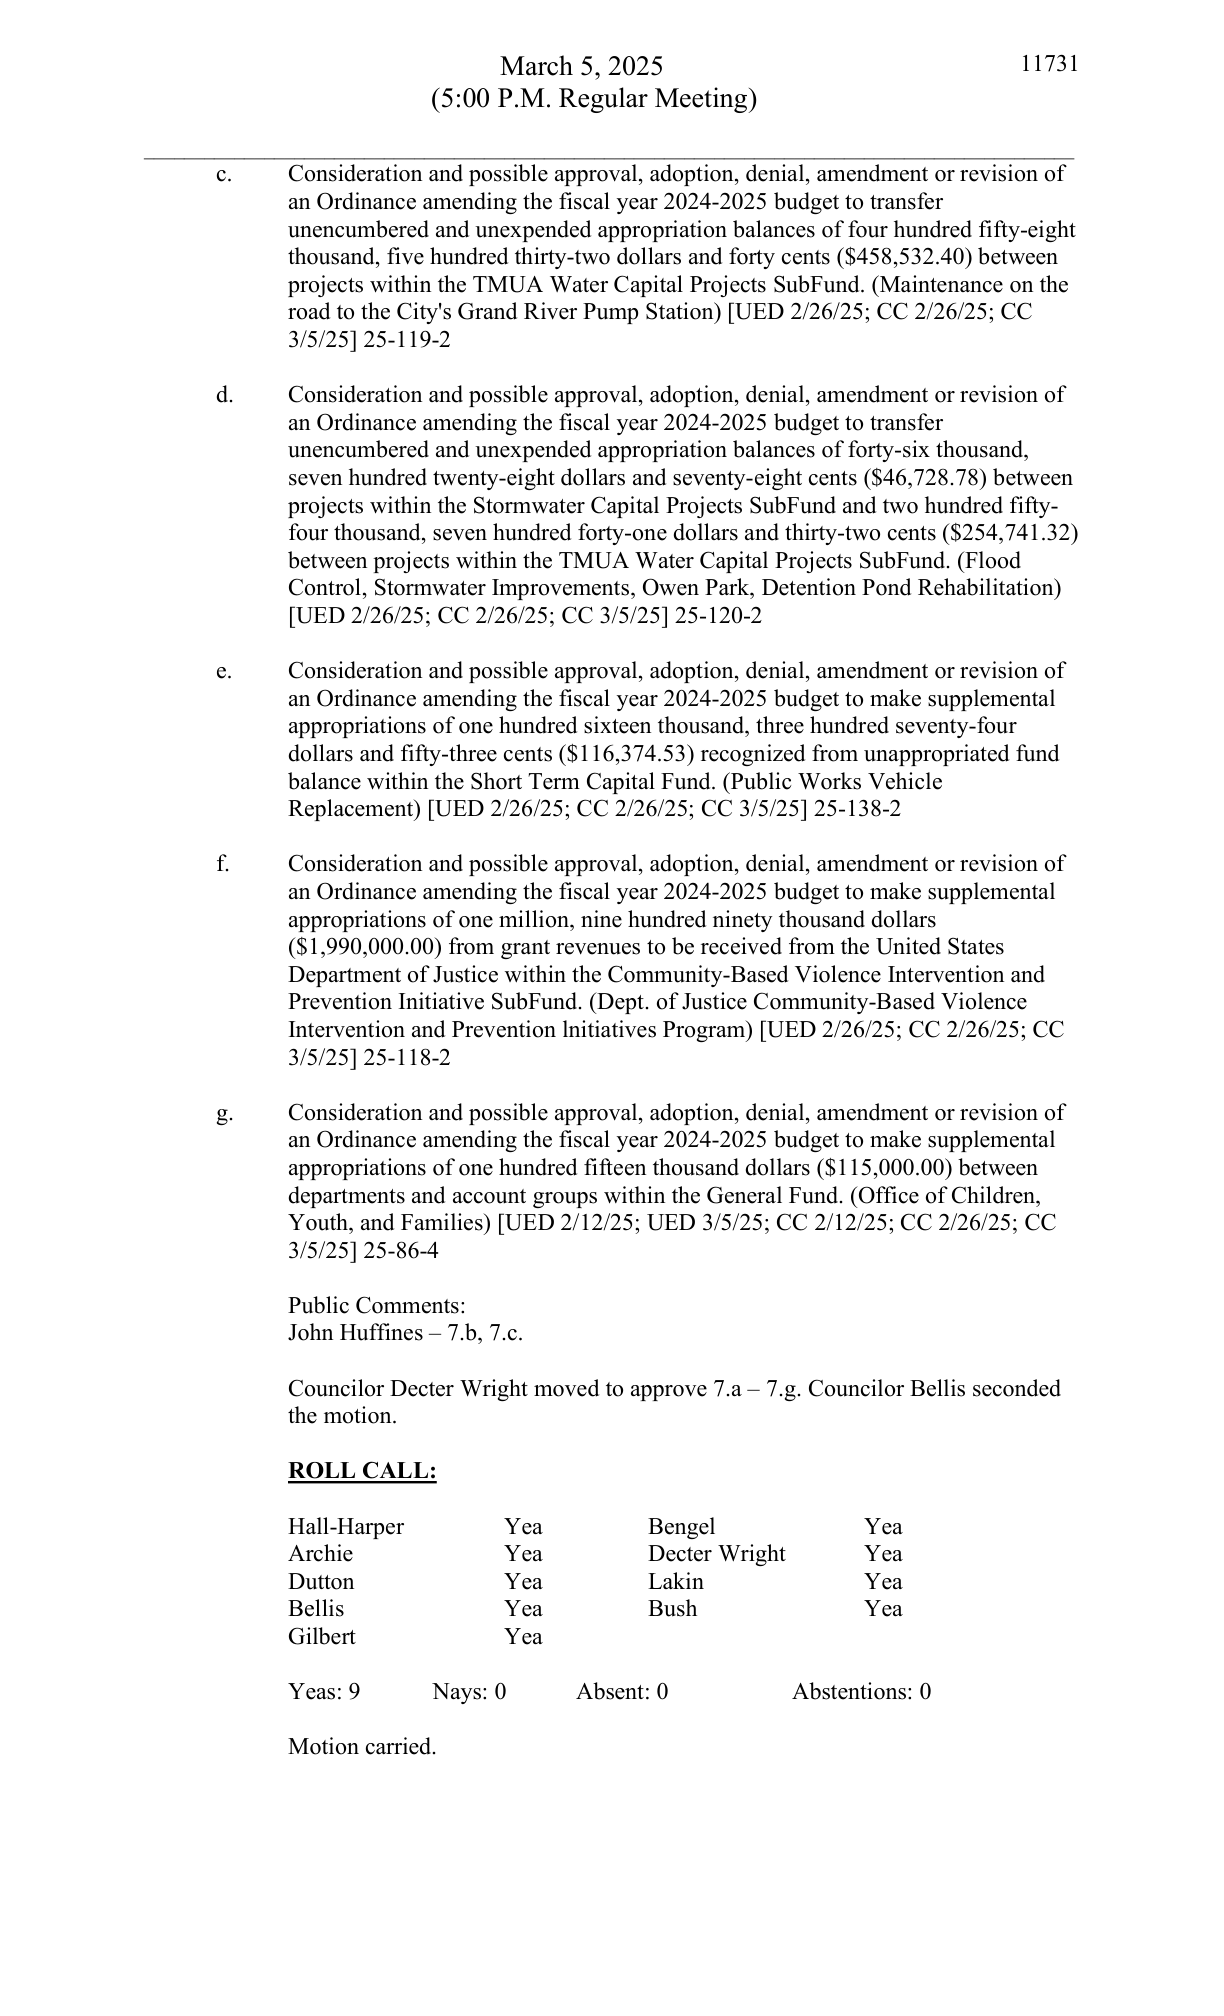 March 5, 2025 11731
(5:00 P.M. Regular Meeting)
c. Consideration and possible approval, adoption, denial, amendment or revision of
an Ordinance amending the fiscal year 2024-2025 budget to transfer
unencumbered and unexpended appropriation balances of four hundred fifty-eight
thousand, five hundred thirty-two dollars and forty cents ($458,532.40) between
projects within the TMUA Water Capital Projects SubFund. (Maintenance on the
road to the City's Grand River Pump Station) [UED 2/26/25; CC 2/26/25; CC
3/5/25] 25-119-2
d. Consideration and possible approval, adoption, denial, amendment or revision of
an Ordinance amending the fiscal year 2024-2025 budget to transfer
unencumbered and unexpended appropriation balances of forty-six thousand,
seven hundred twenty-eight dollars and seventy-eight cents ($46,728.78) between
projects within the Stormwater Capital Projects SubFund and two hundred fifty-
four thousand, seven hundred forty-one dollars and thirty-two cents ($254,741.32)
between projects within the TMUA Water Capital Projects SubFund. (Flood
Control, Stormwater Improvements, Owen Park, Detention Pond Rehabilitation)
[UED 2/26/25; CC 2/26/25; CC 3/5/25] 25-120-2
e. Consideration and possible approval, adoption, denial, amendment or revision of
an Ordinance amending the fiscal year 2024-2025 budget to make supplemental
appropriations of one hundred sixteen thousand, three hundred seventy-four
dollars and fifty-three cents ($116,374.53) recognized from unappropriated fund
balance within the Short Term Capital Fund. (Public Works Vehicle
Replacement) [UED 2/26/25; CC 2/26/25; CC 3/5/25] 25-138-2
f. Consideration and possible approval, adoption, denial, amendment or revision of
an Ordinance amending the fiscal year 2024-2025 budget to make supplemental
appropriations of one million, nine hundred ninety thousand dollars
($1,990,000.00) from grant revenues to be received from the United States
Department of Justice within the Community-Based Violence Intervention and
Prevention Initiative SubFund. (Dept. of Justice Community-Based Violence
Intervention and Prevention lnitiatives Program) [UED 2/26/25; CC 2/26/25; CC
3/5/25] 25-118-2
g. Consideration and possible approval, adoption, denial, amendment or revision of
an Ordinance amending the fiscal year 2024-2025 budget to make supplemental
appropriations of one hundred fifteen thousand dollars ($115,000.00) between
departments and account groups within the General Fund. (Office of Children,
Youth, and Families) [UED 2/12/25; UED 3/5/25; CC 2/12/25; CC 2/26/25; CC
3/5/25] 25-86-4
Public Comments:
John Huffines – 7.b, 7.c.
Councilor Decter Wright moved to approve 7.a – 7.g. Councilor Bellis seconded
the motion.
ROLL CALL:
Hall-Harper Yea Bengel Yea
Archie Yea Decter Wright Yea
Dutton Yea Lakin Yea
Bellis Yea Bush Yea
Gilbert Yea
Yeas: 9 Nays: 0 Absent: 0 Abstentions: 0
Motion carried.